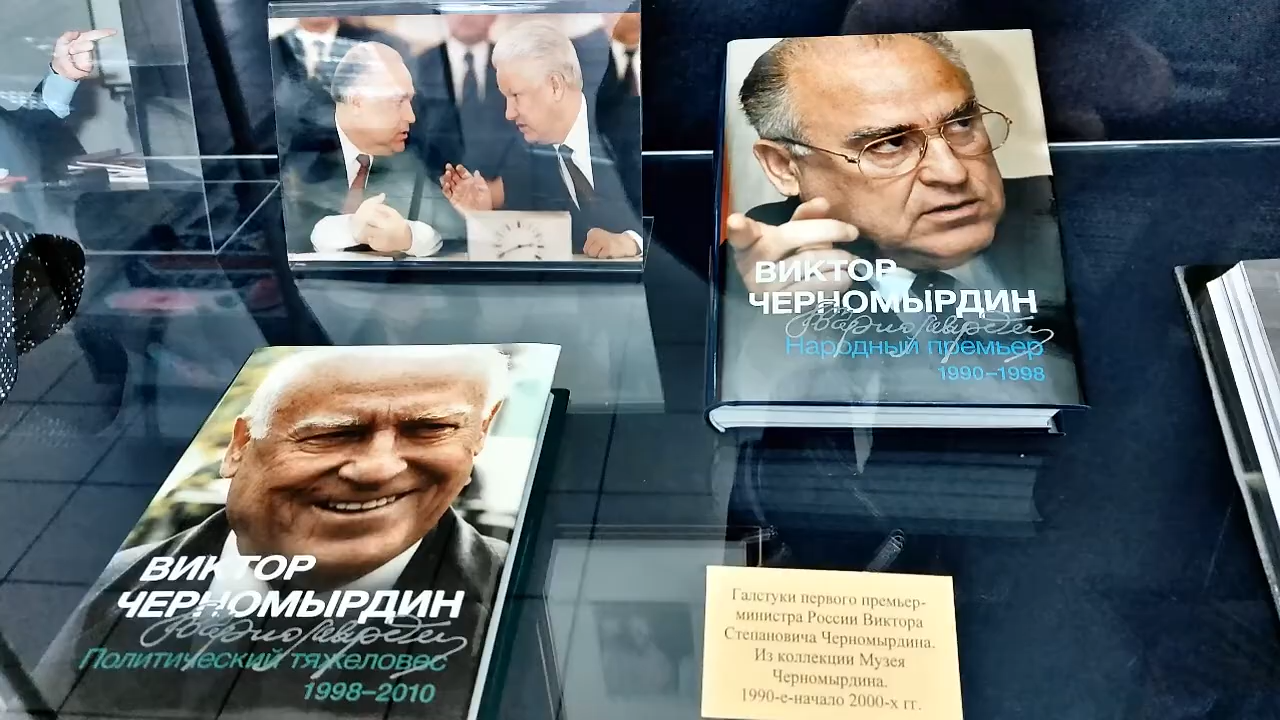 ВИКТОР
ЧЕРНОМЫРДИН
Народный премьер
1990–1998
ВИКТОР
ЧЕРНОМЫРДИН
Политический тяжеловес
1998–2010
Галстуки первого премьер-
министра России Виктора
Степановича Черномырдина.
Из коллекции Музея
Черномырдина.
1990-е-начало 2000-х гг.